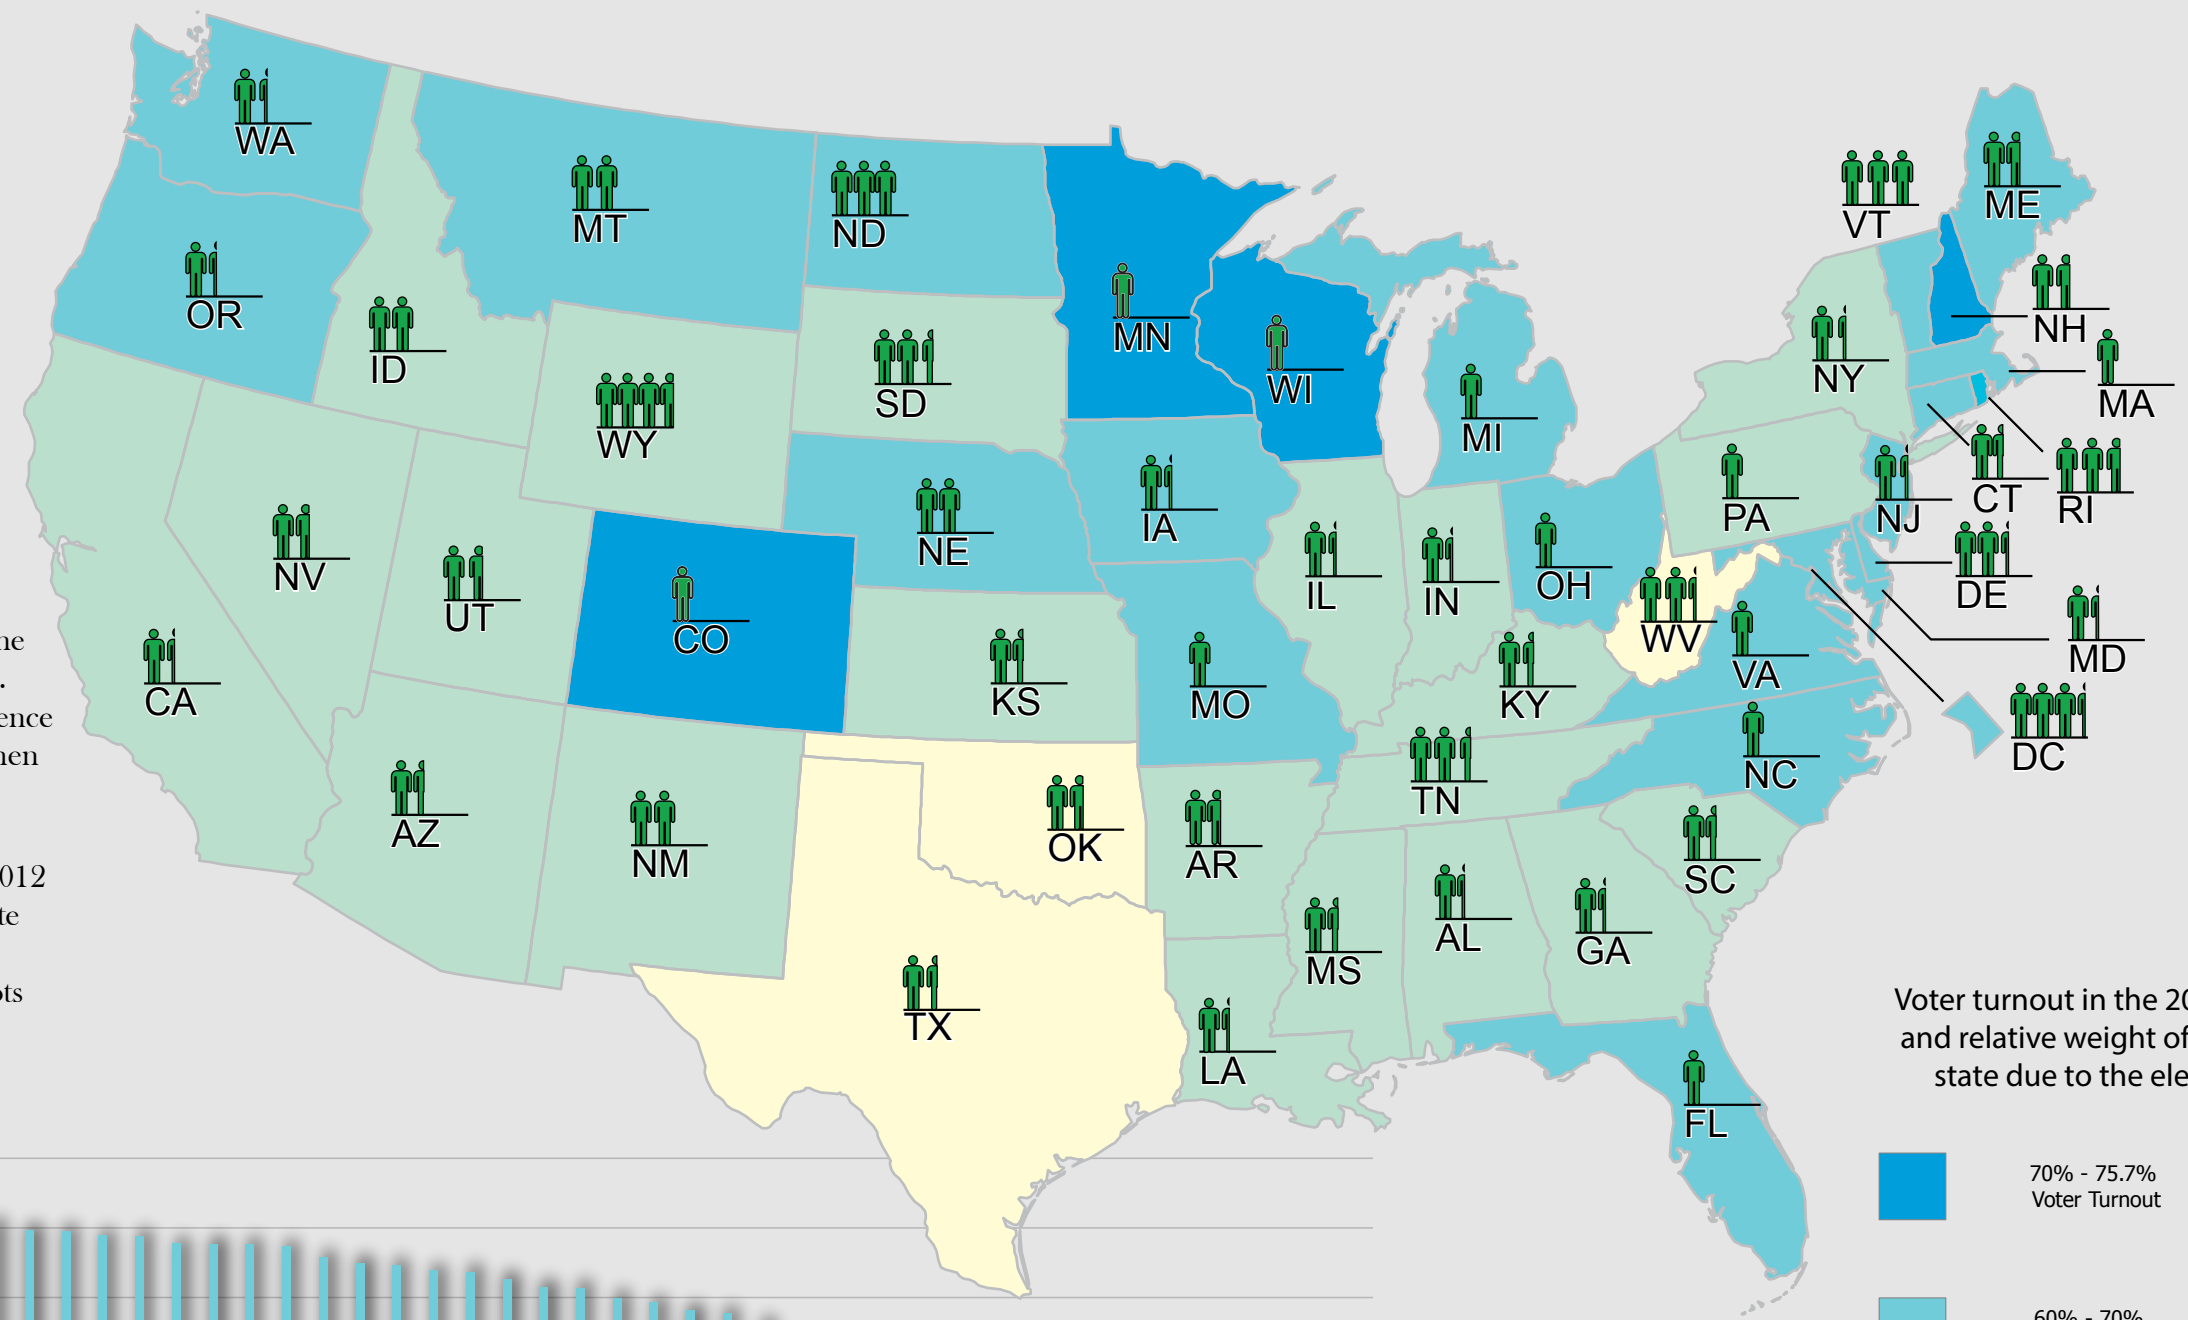 WA
MT
ND
VT
ME
OR
ID
MN
NH
WI
SD
NY
MA
WY
MI
CT
RI
IA
PA
NJ
NE
NV
UT
IL
IN
OH
DE
WV
CO
MD
VA
CA
KS
MO
KY
DC
NC
TN
AZ
NM
OK
AR
SC
AL
GA
MS
TX
LA
FL
012
Voter turnout in the 20
and relative weight of
state due to the ele
70% - 75.7%
Voter Turnout
60% - 70%